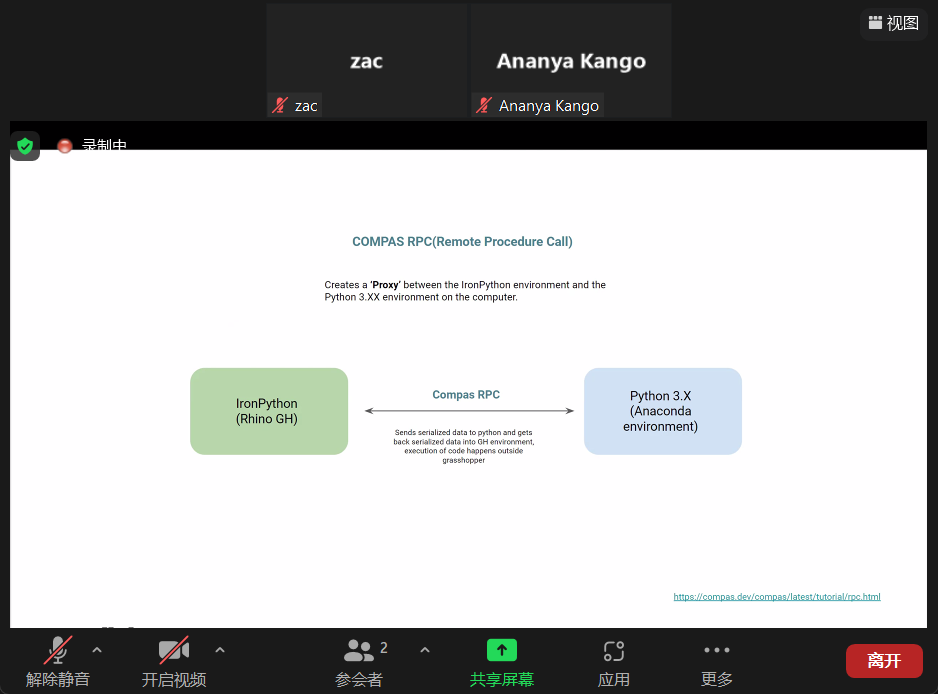 视图
zac
Ananya Kango
zac
Ananya Kango
录制中
COMPAS RPC(Remote Procedure Call)
Creates a ‘Proxy’ between the IronPython environment and the
Python 3.XX environment on the computer.
IronPython
(Rhino GH)
Compas RPC
Sends serialized data to python and gets
back serialized data into GH environment,
execution of code happens outside
grasshopper
Python 3.X
(Anaconda
environment)
https://compas.dev/compas/latest/tutorial/rpc.html
解除静音
开启视频
2
参会者
共享屏幕
应用
更多
离开